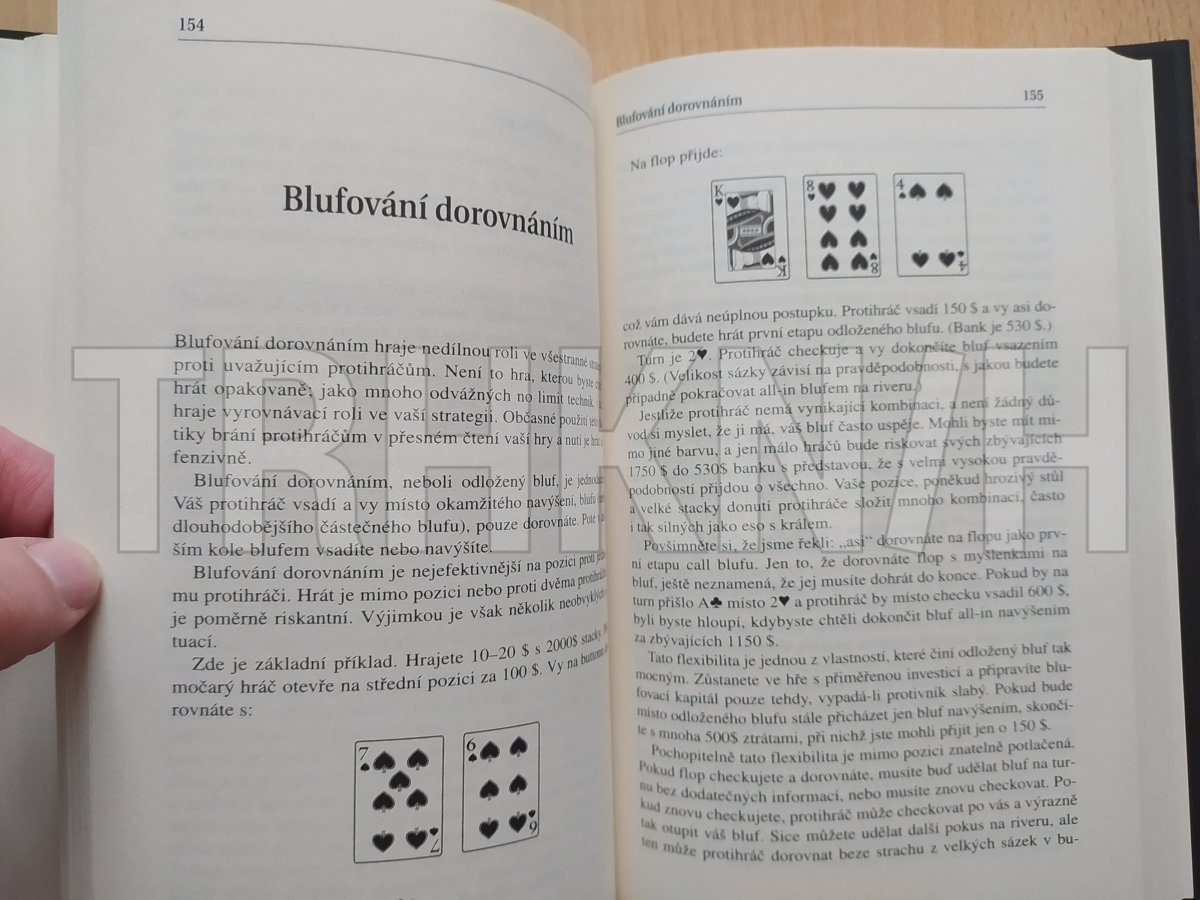 154
Blufování dorovnáním
Blufování dorovnáním hraje nedílnou roli ve všestranné
proti uvažujícím protihráčům. Není to hra, kterou byste
hrát opakovaně; jako mnoho odvážných no limit technik,
hraje vyrovnávací roli ve vaší strategii. Občasné použití
tiky brání protihráčům v přesném čtení vaší hry a nutí je hrát
fenzivně.
Blufování dorovnáním, neboli odložený bluf, je
Váš protihráč vsadí a vy místo okamžitého navýšení,
dlouhodobějšího částečného blufu), pouze dorovnáte. Poté v
ším kole blufem vsadíte nebo navýšíte.
Blufování dorovnáním je nejefektivnější na pozici proti
mu protihráči. Hrát je mimo pozici nebo proti dvěma
je poměrně riskantní. Výjimkou je však několik neobvyklých
tuací.
Zde je základní příklad. Hrajete 10–20 $ s 2000$ stacky.
močarý hráč otevře na střední pozici za 100 $. Vy na
rovnáte s:
7♠ 7♠
6♠ 6♠
Blufování dorovnáním
155
Na flop přijde:
K♥ K
8♥ 8
4♠ 4♠
což vám dává neúplnou postupku. Protihráč vsadí 150 $ a vy asi do-
rovnáte, budete hrát první etapu odloženého blufu. (Bank je 530 $.)
Turn je 2♥. Protihráč checkuje a vy dokončíte bluf vsazením
400 $. (Velikost sázky závisí na pravděpodobnosti, s jakou budete
případně pokračovat all-in blufem na riveru.)
Jestliže protihráč nemá vynikající kombinaci, a není žádný dů-
vod si myslet, že ji má, váš bluf často uspěje. Mohli byste mít mi-
mo jiné barvu, a jen málo hráčů bude riskovat svých zbývajících
1750 $ do 530$ banku s představou, že s velmi vysokou pravdě-
podobností přijdou o všechno. Vaše pozice, poněkud hrozivý stůl
a velké stacky donutí protihráče složit mnoho kombinací, často
i tak silných jako eso s králem.
Povšimněte si, že jsme řekli: „asi“ dorovnáte na flopu jako prv-
ní etapu call blufu. Jen to, že dorovnáte flop s myšlenkami na
bluf, ještě neznamená, že jej musíte dohrát do konce. Pokud by na
turn přišlo A♣ místo 2♥ a protihráč by místo checku vsadil 600 $,
byli byste hloupí, kdybyste chtěli dokončit bluf all-in navýšením
za zbývajících 1150 $.
Tato flexibilita je jednou z vlastností, které činí odložený bluf tak
mocným. Zůstanete ve hře s přiměřenou investicí a připravíte blu-
fovací kapitál pouze tehdy, vypadá-li protivník slabý. Pokud bude
místo odloženého blufu stále přicházet jen bluf navýšením, skončí-
te s mnoha 500$ ztrátami, při nichž jste mohli přijít jen o 150 $.
Pochopitelně tato flexibilita je mimo pozici znatelně potlačená.
Pokud flop checkujete a dorovnáte, musíte buď udělat bluf na tur-
nu bez dodatečných informací, nebo musíte znovu checkovat. Po-
kud znovu checkujete, protihráč může checkovat po vás a výrazně
tak otupit váš bluf. Sice můžete udělat další pokus na riveru, ale
ten může protihráč dorovnat beze strachu z velkých sázek v bu-